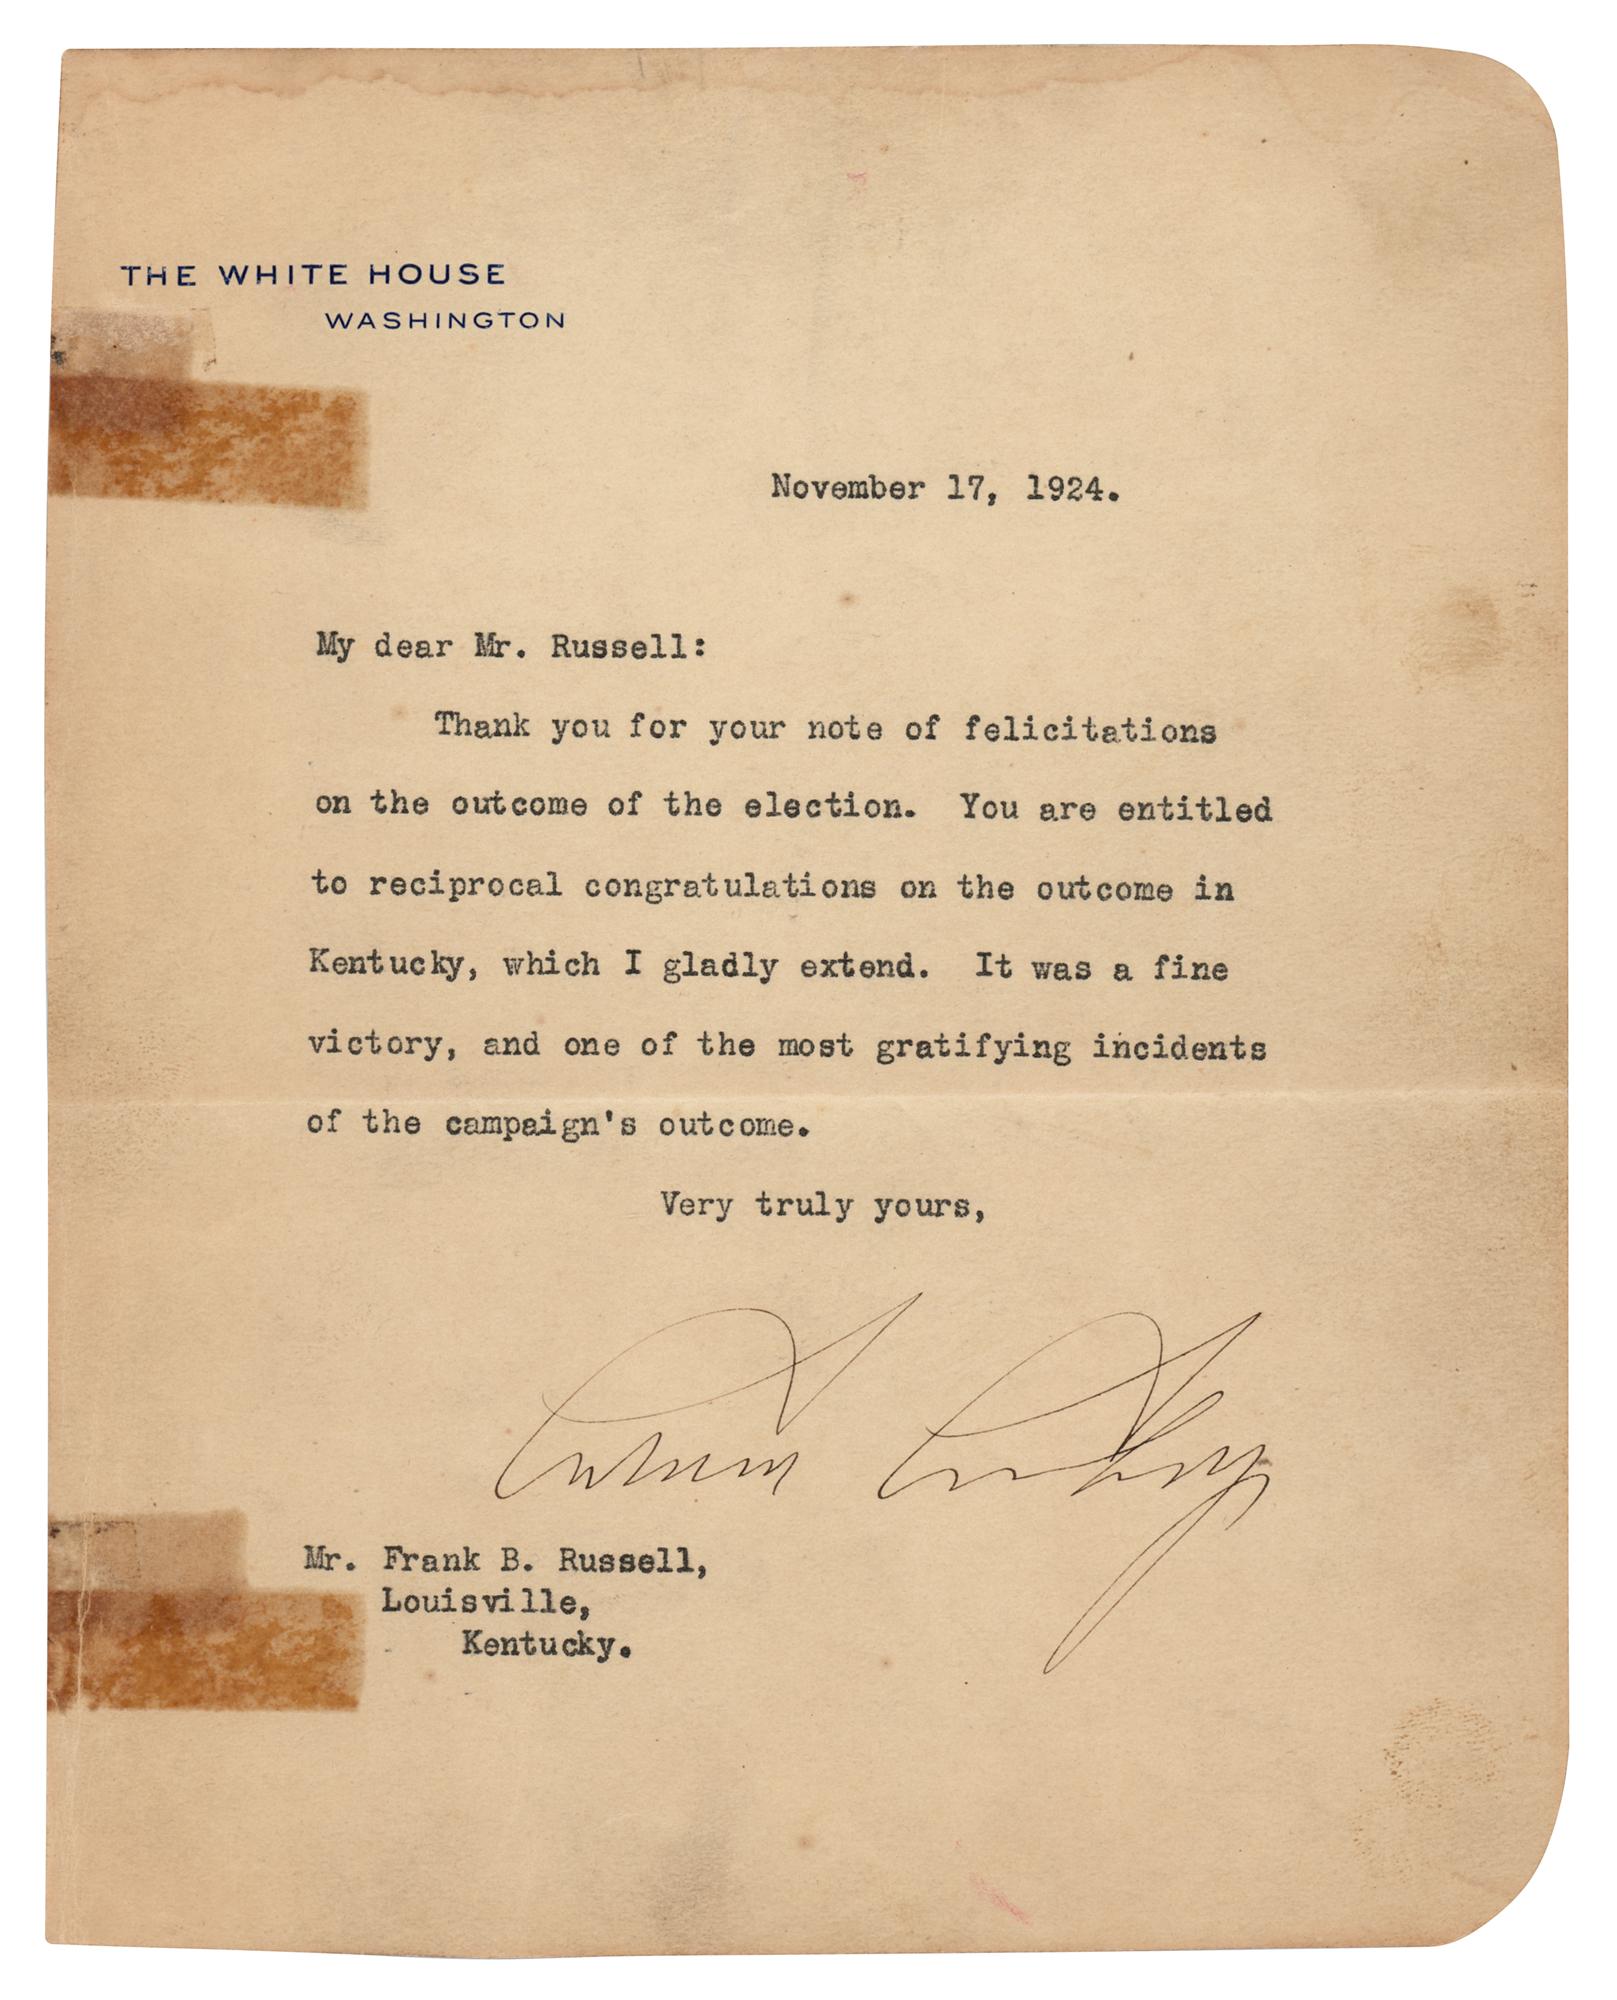 THE WHITE HOUSE
WASHINGTON
November 17, 1924.
My dear Mr. Russell:
Thank you for your note of felicitations
on the outcome of the election. You are entitled
to reciprocal congratulations on the outcome in
Kentucky, which I gladly extend. It was a fine
victory, and one of the most gratifying incidents
of the campaign's outcome.
Very truly yours,
Calvin Coolidge
Mr. Frank B. Russell,
Louisville,
Kentucky.